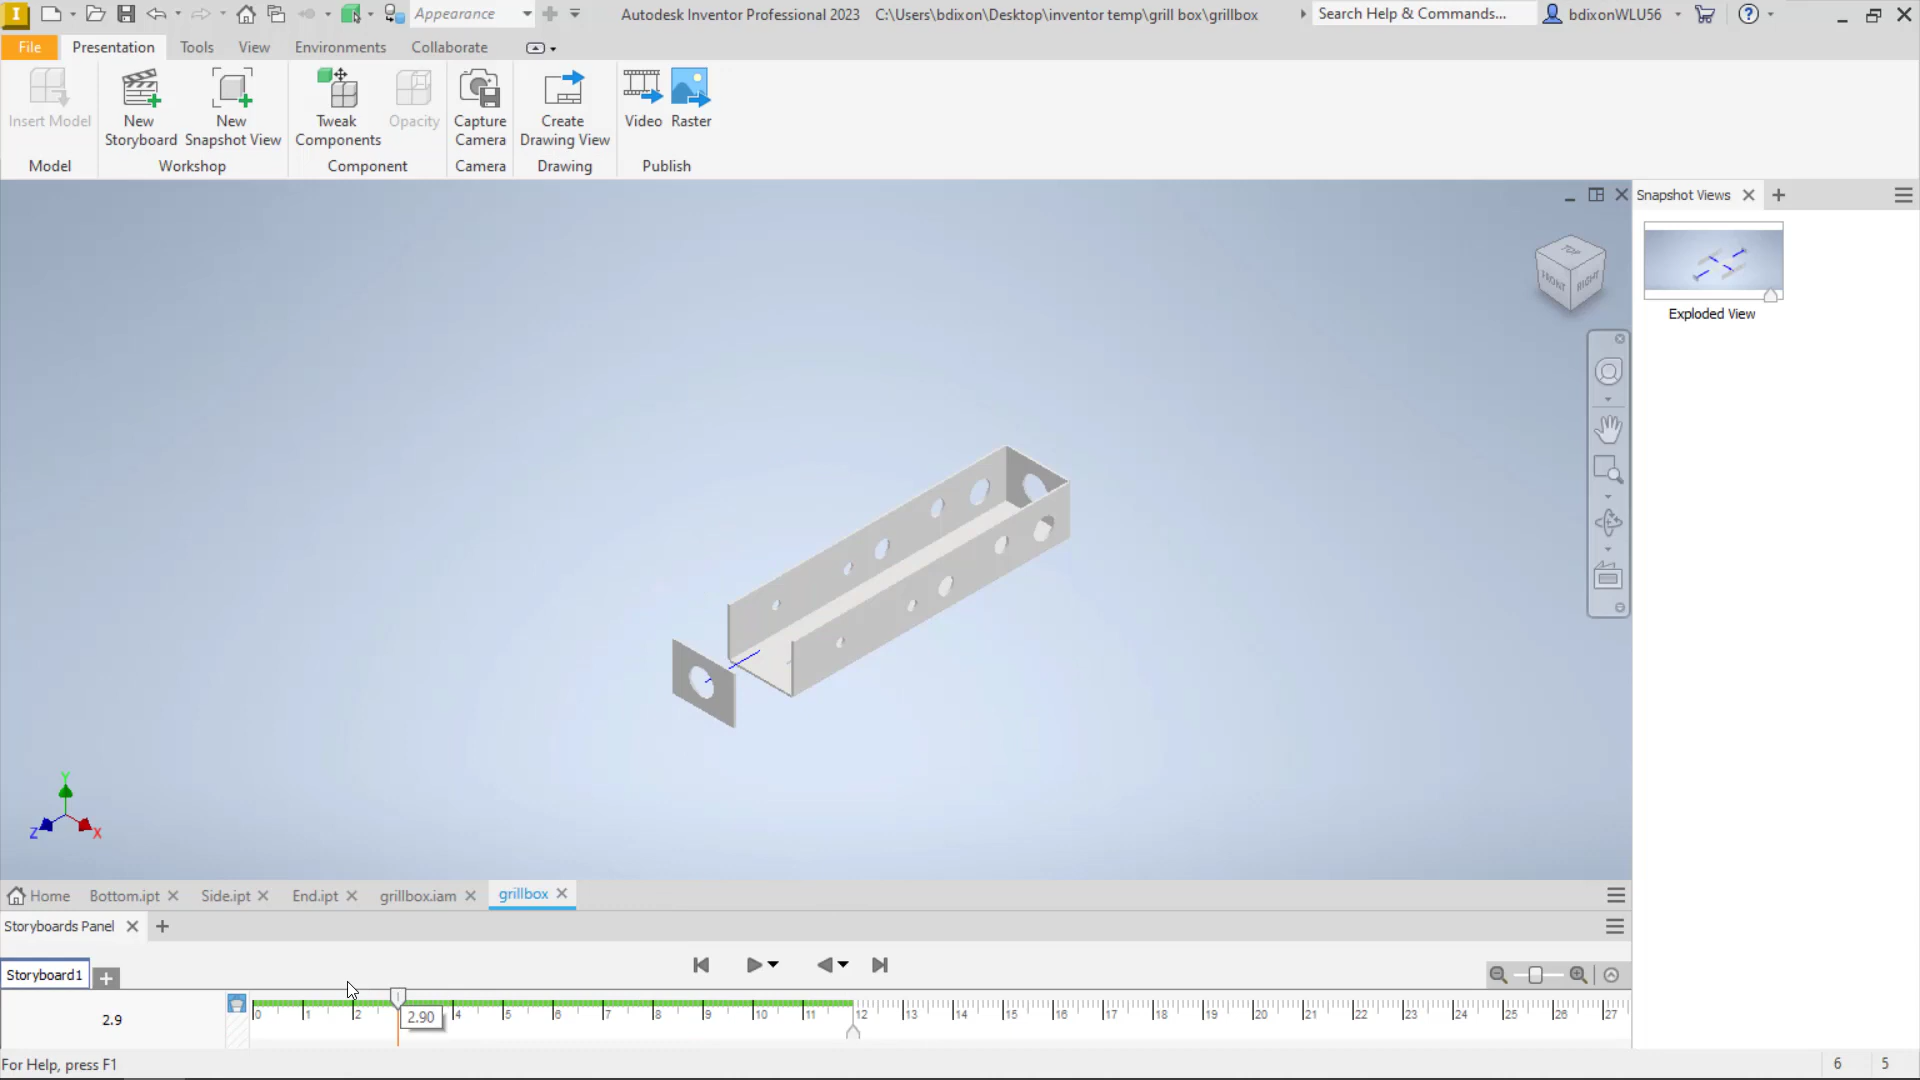 Appearance
Autodesk Inventor Professional 2023 C:\Users\bdixon\Desktop\inventor temp\grill box\grillbox
Search Help & Commands...
bdixonWLU56
File Presentation Tools View Environments Collaborate
Insert Model
New Storyboard
New Snapshot View
Tweak Components
Opacity
Capture Camera
Create Drawing View
Video
Raster
Model Workshop Component Camera Drawing Publish
Snapshot Views
TOP
FRONT RIGHT
Exploded View
Y
Z X
Home Bottom.ipt Side.ipt End.ipt grillbox.iam grillbox
Storyboards Panel
Storyboard1
2.9
0 1 2 2.90 4 5 6 7 8 9 10 11 12 13 14 15 16 17 18 19 20 21 22 23 24 25 26 27
For Help, press F1 6 5